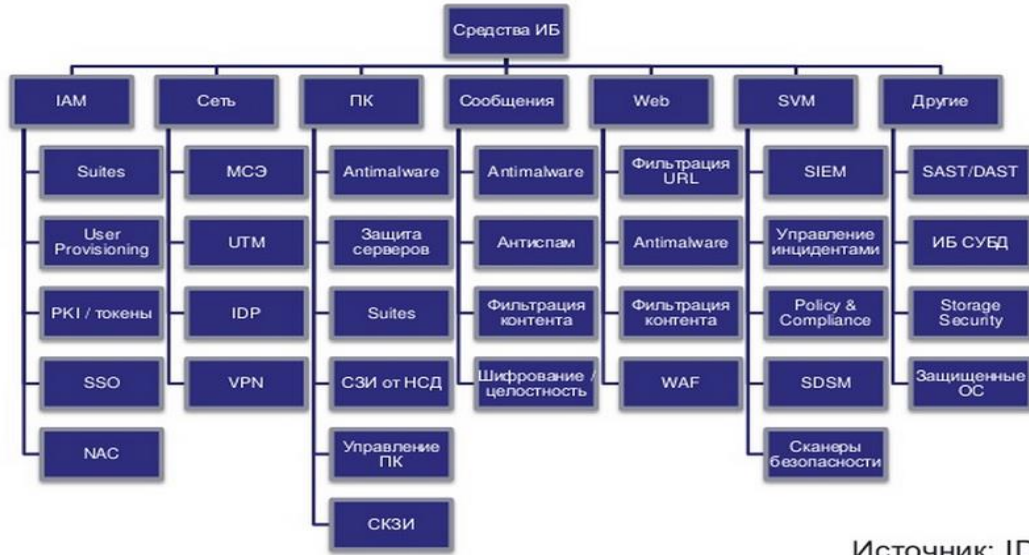 Средства ИБ
IAM
Сеть
ПК
Сообщения
Web
SVM
Другие
Suites
МСЭ
Antimalware
Antimalware
Фильтрация
URL
SIEM
SAST/DAST
User
Provisioning
UTM
Защита
серверов
Антиспам
Antimalware
Управление
инцидентами
ИБ СУБД
PKI / токены
IDP
Suites
Фильтрация
контента
Фильтрация
контента
Policy &
Compliance
Storage
Security
SSO
VPN
СЗИ от НСД
Шифрование /
целостность
WAF
SDSM
Защищенные
ОС
NAC
Управление
ПК
Сканеры
безопасности
СКЗИ
Источник: